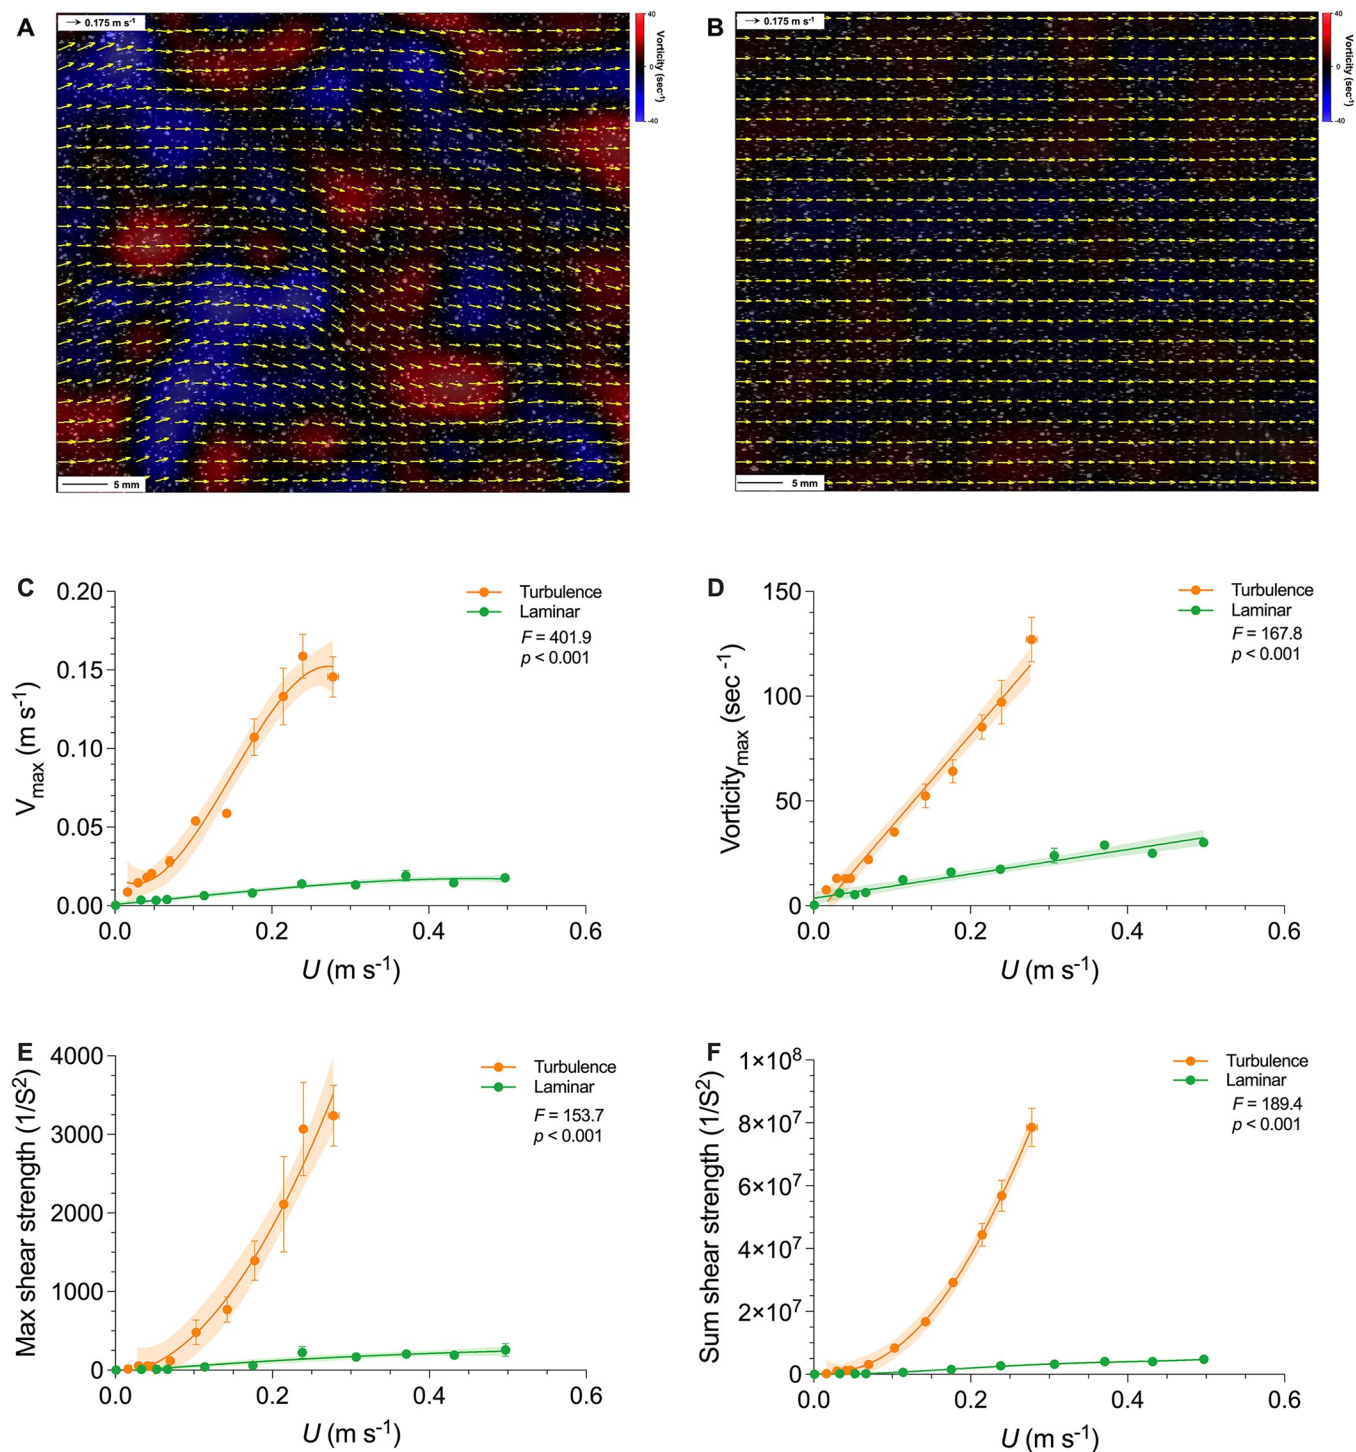 A
→ 0.175 m s⁻¹
40
0
-40
Vorticity (sec⁻¹)
5 mm
B
→ 0.175 m s⁻¹
40
0
-40
Vorticity (sec⁻¹)
5 mm
C
0.20
0.15
0.10
0.05
0.00
Vmax (m s⁻¹)
0.0 0.2 0.4 0.6
U (m s⁻¹)
Turbulence
Laminar
F = 401.9
p < 0.001
D
150
100
50
0
Vorticitymax (sec ⁻¹)
0.0 0.2 0.4 0.6
U (m s⁻¹)
Turbulence
Laminar
F = 167.8
p < 0.001
E
4000
3000
2000
1000
0
Max shear strength (1/S²)
0.0 0.2 0.4 0.6
U (m s⁻¹)
Turbulence
Laminar
F = 153.7
p < 0.001
F
1×10⁸
8×10⁷
6×10⁷
4×10⁷
2×10⁷
0
Sum shear strength (1/S²)
0.0 0.2 0.4 0.6
U (m s⁻¹)
Turbulence
Laminar
F = 189.4
p < 0.001